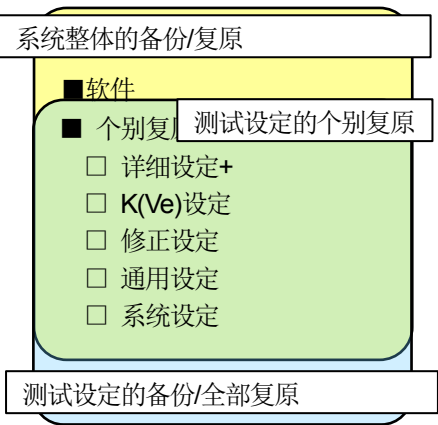 系统整体的备份/复原
■软件
■ 个别复
测试设定的个别复原
□ 详细设定+
□ K(Ve)设定
□ 修正设定
□ 通用设定
□ 系统设定
测试设定的备份/全部复原